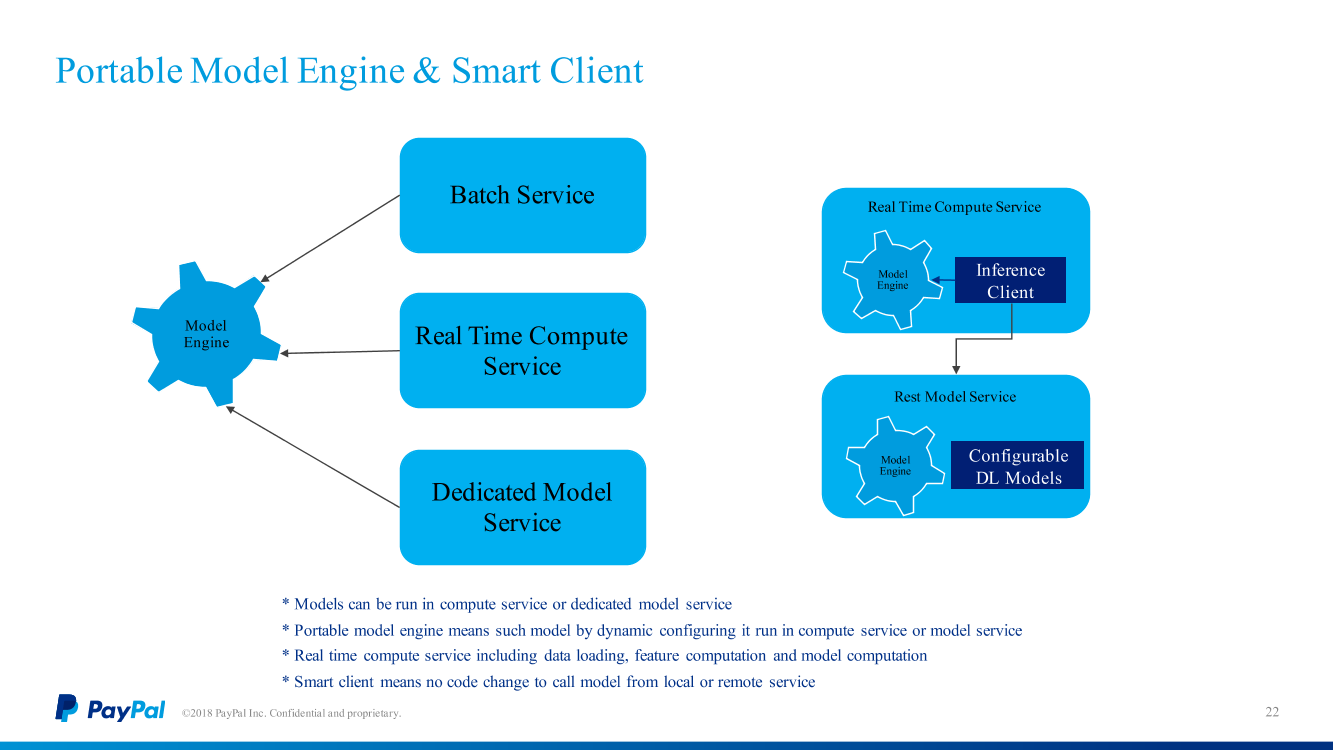 Portable Model Engine & Smart Client
Batch Service
Real Time Compute
Service
Dedicated Model
Service
Model
Engine
Real Time Compute Service
Model
Engine
Inference
Client
Rest Model Service
Model
Engine
Configurable
DL Models
* Models can be run in compute service or dedicated model service
* Portable model engine means such model by dynamic configuring it run in compute service or model service
* Real time compute service including data loading, feature computation and model computation
* Smart client means no code change to call model from local or remote service
PayPal
©2018 PayPal Inc. Confidential and proprietary.
22